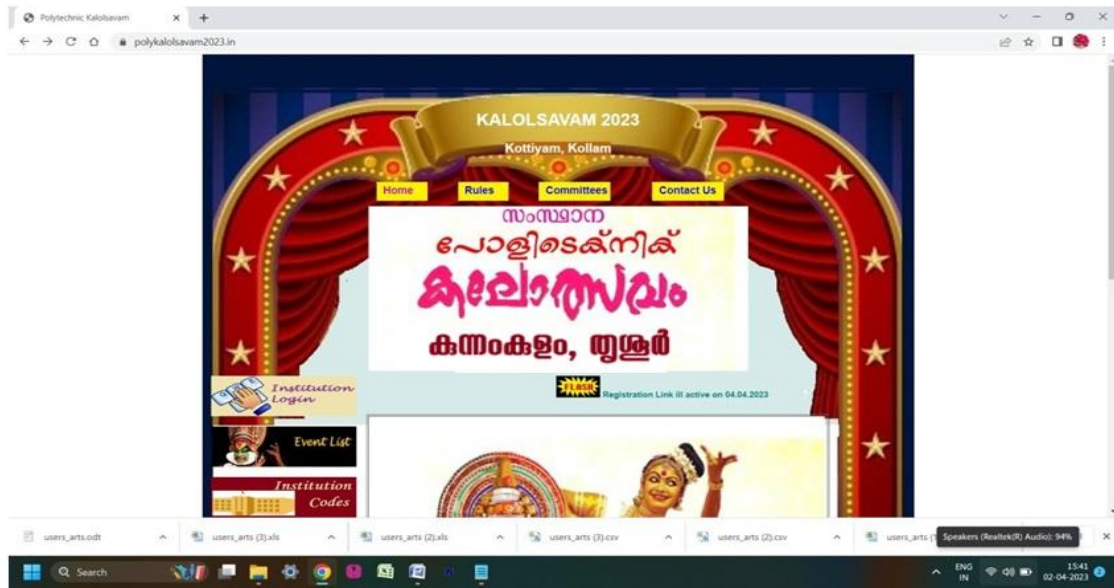 Polytechnic Kalolsavam
polykalolsavam2023.in
KALOLSAVAM 2023
Kottiyam, Kollam
Home Rules Committees Contact Us
സംസ്ഥാന
പോളിടെക്നിക്
കലോത്സവം
കുന്നംകുളം, തൃശൂർ
FLASH Registration Link ill active on 04.04.2023
Institution
Login
Event List
Institution
Codes
users_arts.odt users_arts (3).xls users_arts (2).xls users_arts (3).csv users_arts (2).csv users_arts (1
Speakers (Realtek(R) Audio): 94%
Search ENG 15:41
IN 02-04-2023